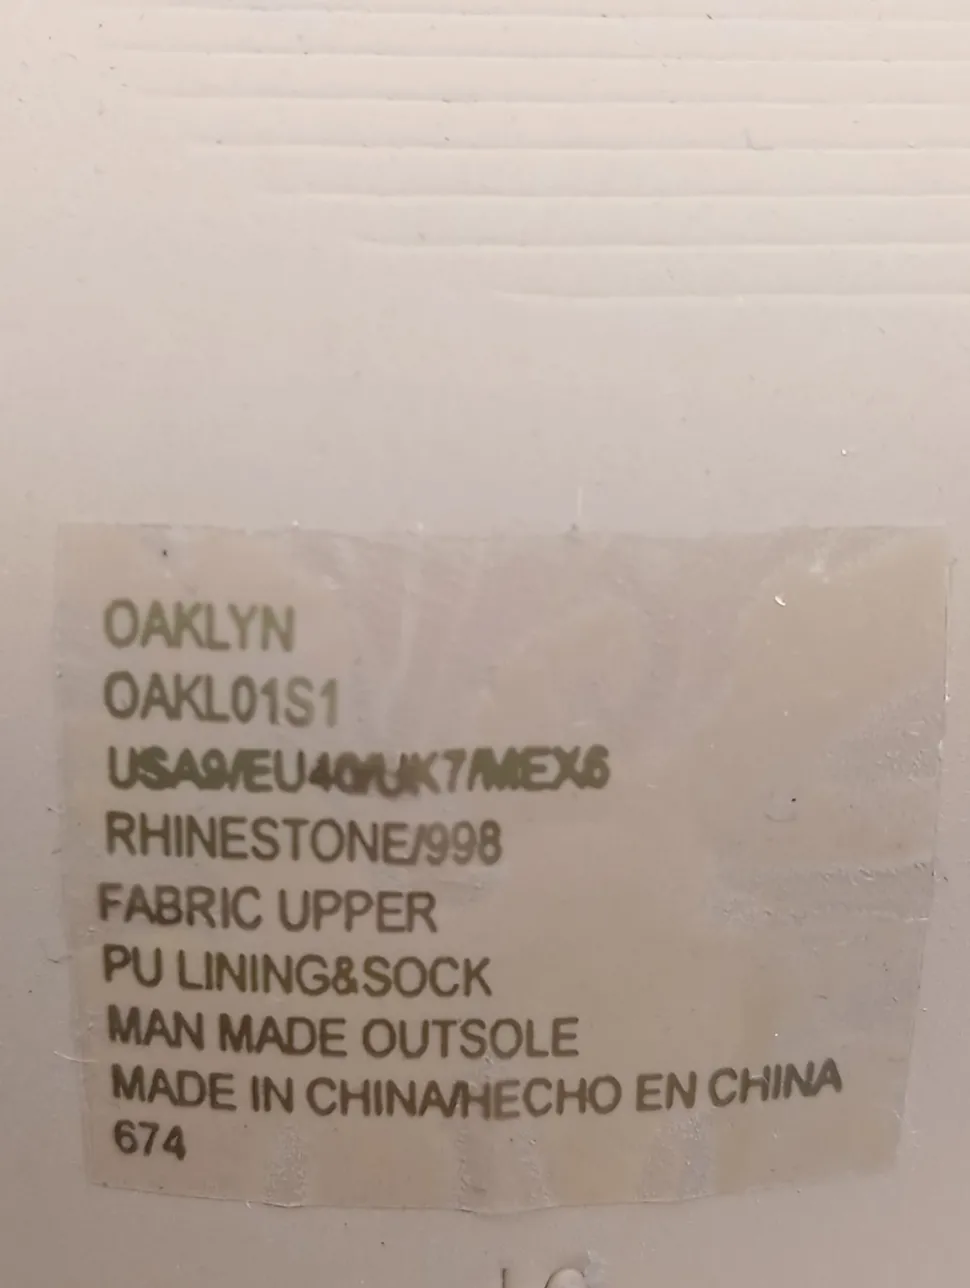 OAKLYN
OAKL01S1
USA9/EU40/UK7/MEX6
RHINESTONE/998
FABRIC UPPER
PU LINING&SOCK
MAN MADE OUTSOLE
MADE IN CHINA/HECHO EN CHINA
674